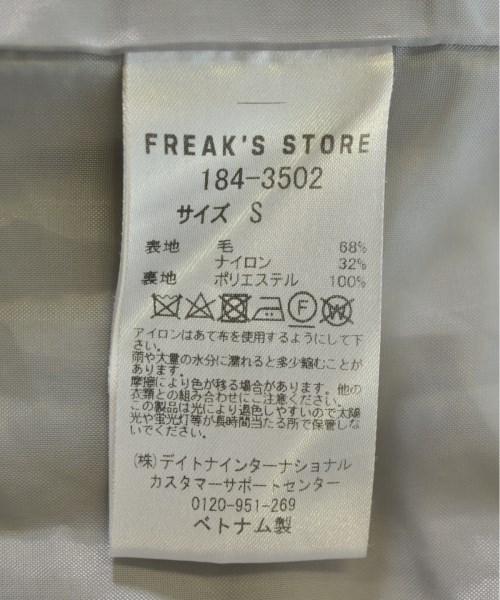 FREAK'S STORE
184-3502
サイズ S
表地 毛 68%
ナイロン 32%
裏地 ポリエステル 100%
アイロンはあて布を使用するようにして下
さい。
雨や大量の水分に濡れると多少縮むことが
あります。
摩擦により色が移る場合があります。他の
衣類との組み合わせにご注意ください。
この製品は光により退色しやすいので太陽
光や蛍光灯等が長時間当たる所で保管しな
いでください。
(株)デイトナインターナショナル
カスタマーサポートセンター
0120-951-269
ベトナム製